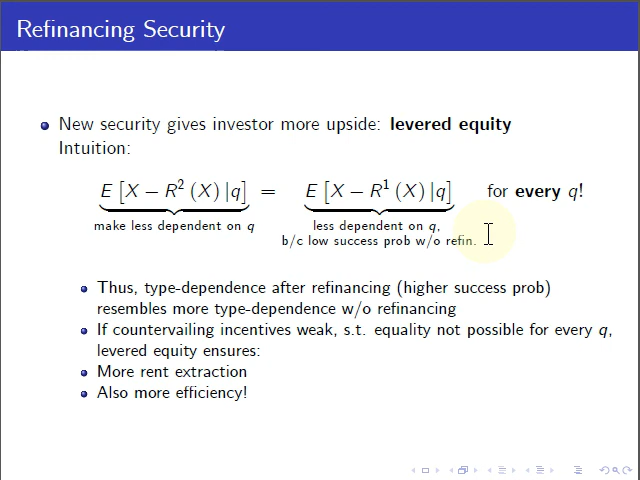 Refinancing Security
New security gives investor more upside: levered equity
Intuition:
E [X − R² (X) |q] = E [X − R¹ (X) |q] for every q!
make less dependent on q
less dependent on q,
b/c low success prob w/o refin.
Thus, type-dependence after refinancing (higher success prob)
resembles more type-dependence w/o refinancing
If countervailing incentives weak, s.t. equality not possible for every q,
levered equity ensures:
More rent extraction
Also more efficiency!